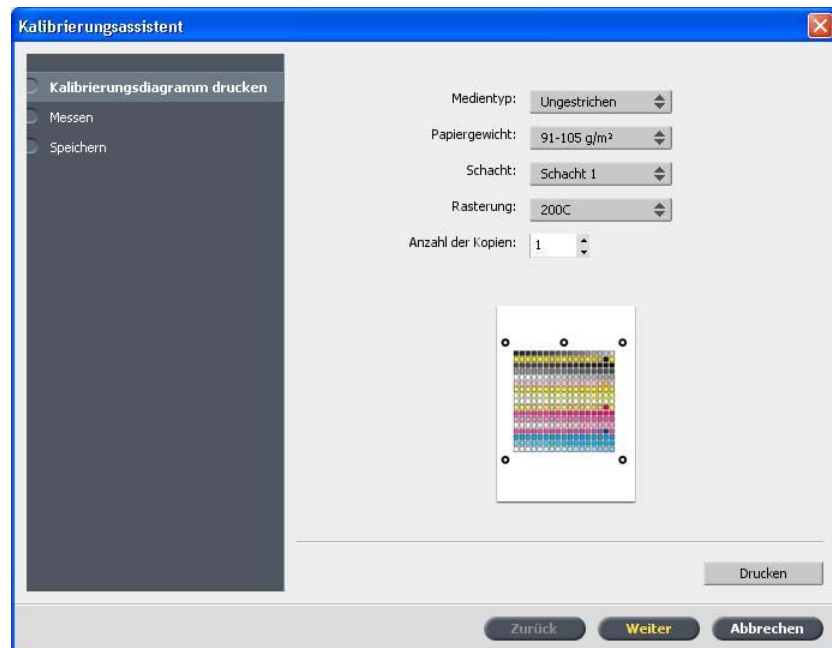 Kalibrierungsassistent
Kalibrierungsdiagramm drucken
Messen
Speichern
Medientyp: Ungestrichen
Papiergewicht: 91-105 g/m²
Schacht: Schacht 1
Rasterung: 200C
Anzahl der Kopien: 1
Drucken
Zurück Weiter Abbrechen